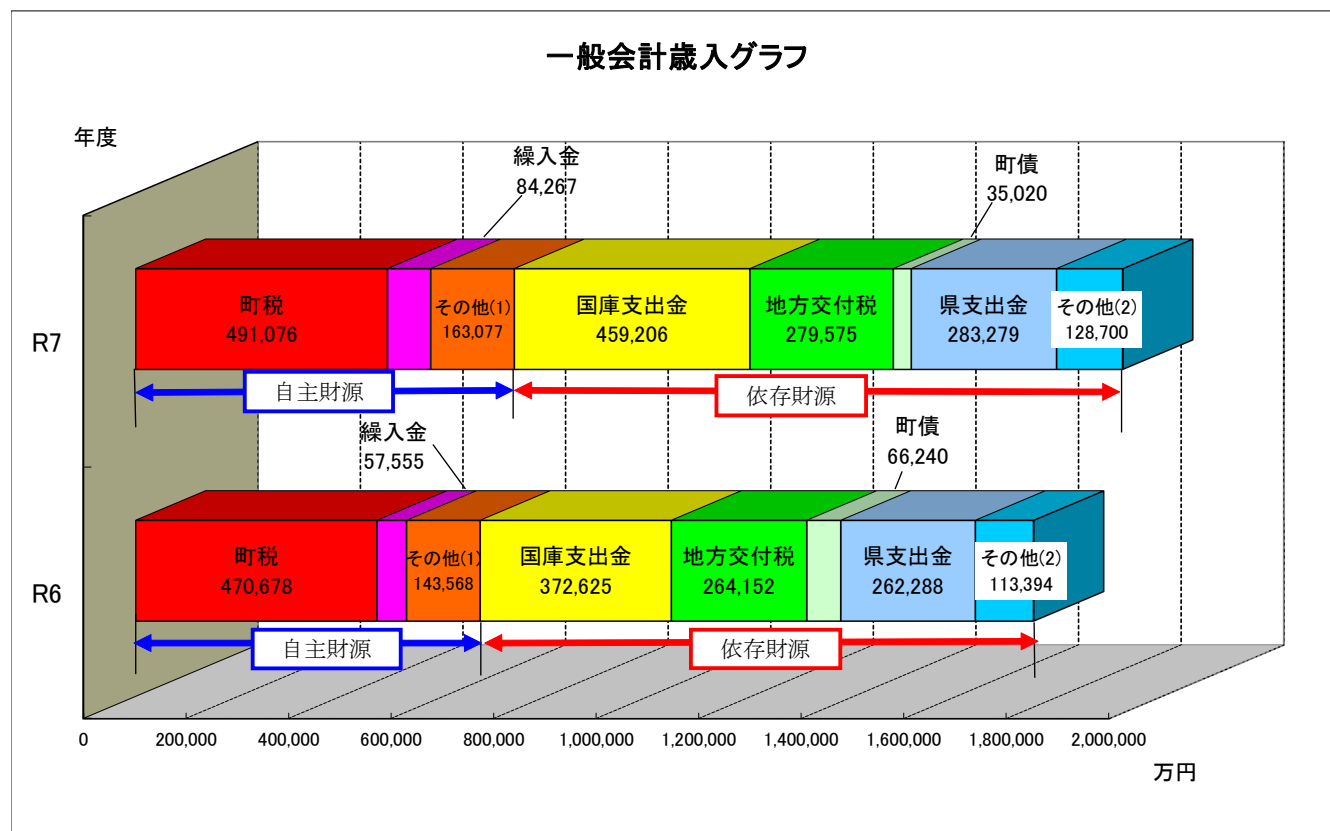 一般会計歳入グラフ
年度
繰入金
84,267
町債
35,020
R7
町税
491,076
その他(1)
163,077
国庫支出金
459,206
地方交付税
279,575
県支出金
283,279
その他(2)
128,700
自主財源
依存財源
繰入金
57,555
町債
66,240
R6
町税
470,678
その他(1)
143,568
国庫支出金
372,625
地方交付税
264,152
県支出金
262,288
その他(2)
113,394
自主財源
依存財源
0 200,000 400,000 600,000 800,000 1,000,000 1,200,000 1,400,000 1,600,000 1,800,000 2,000,000
万円